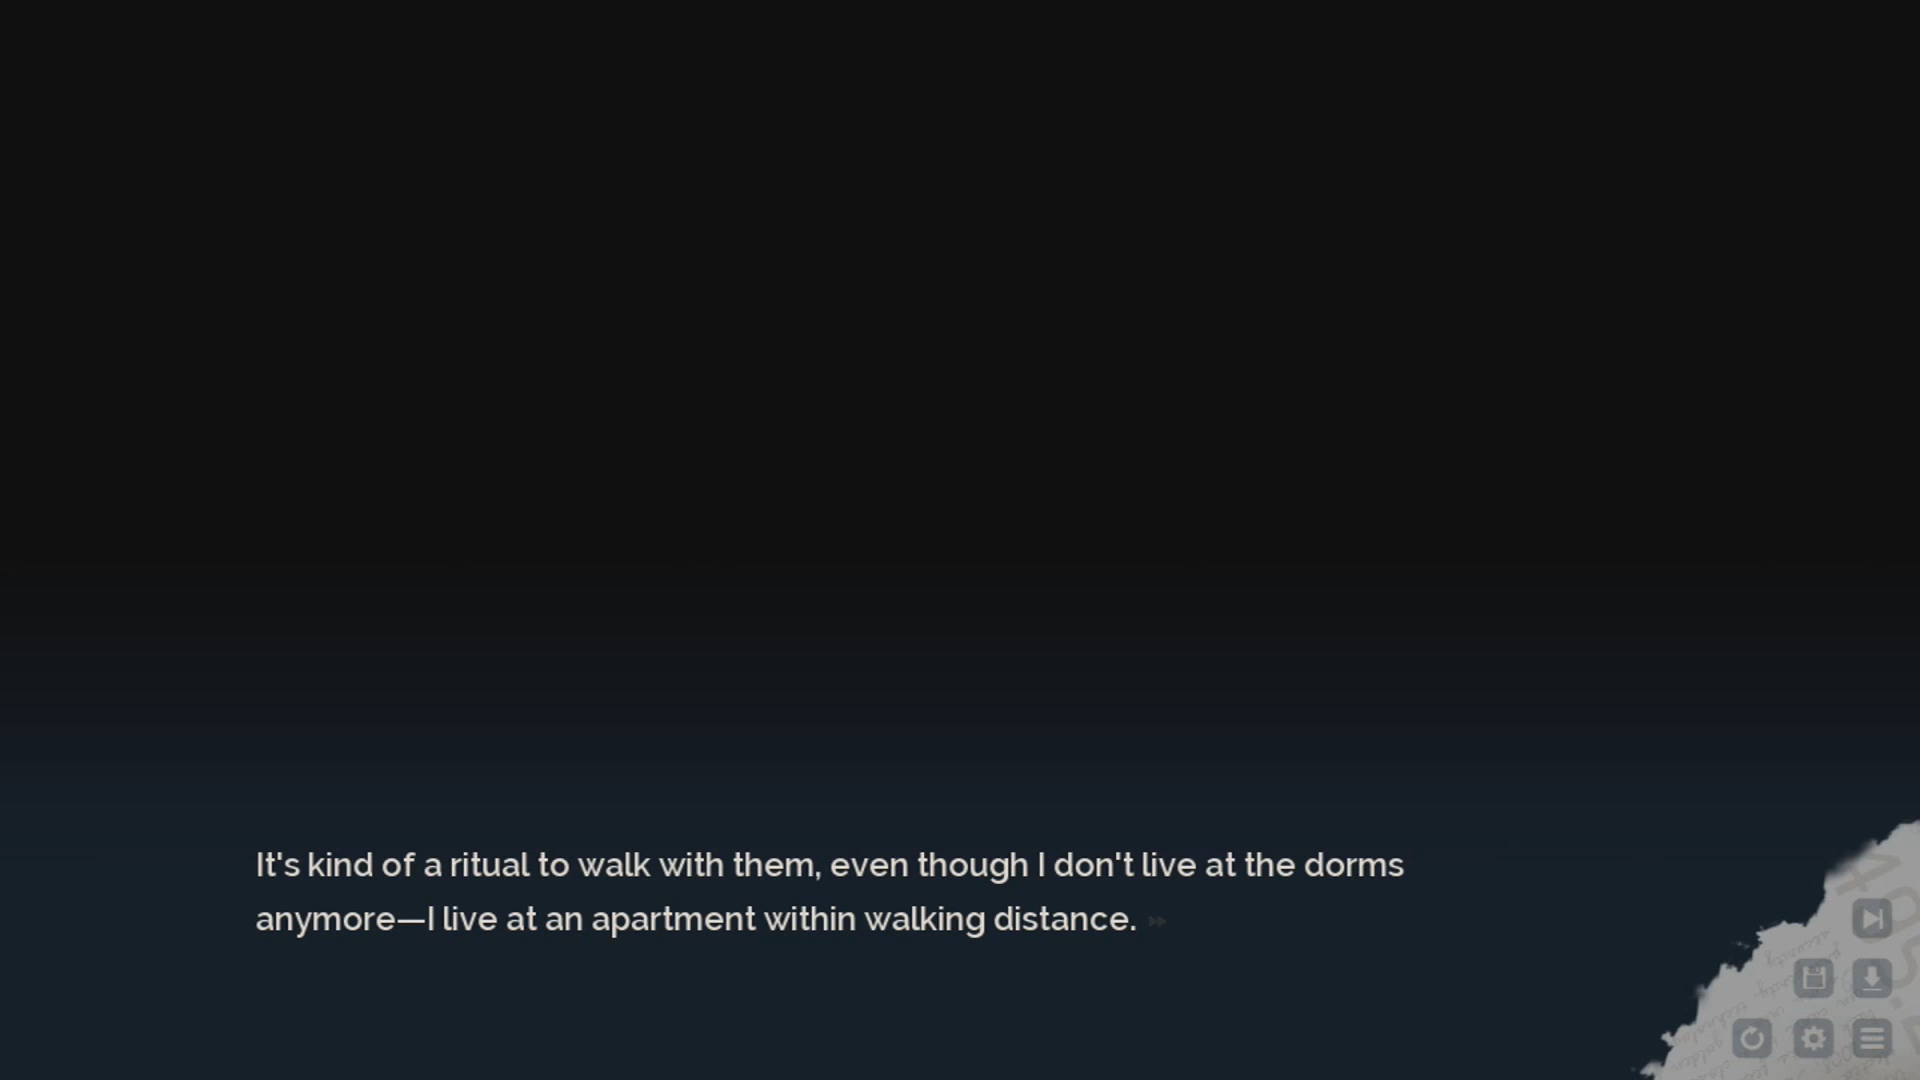 It's kind of a ritual to walk with them, even though I don't live at the dorms
anymore—I live at an apartment within walking distance.